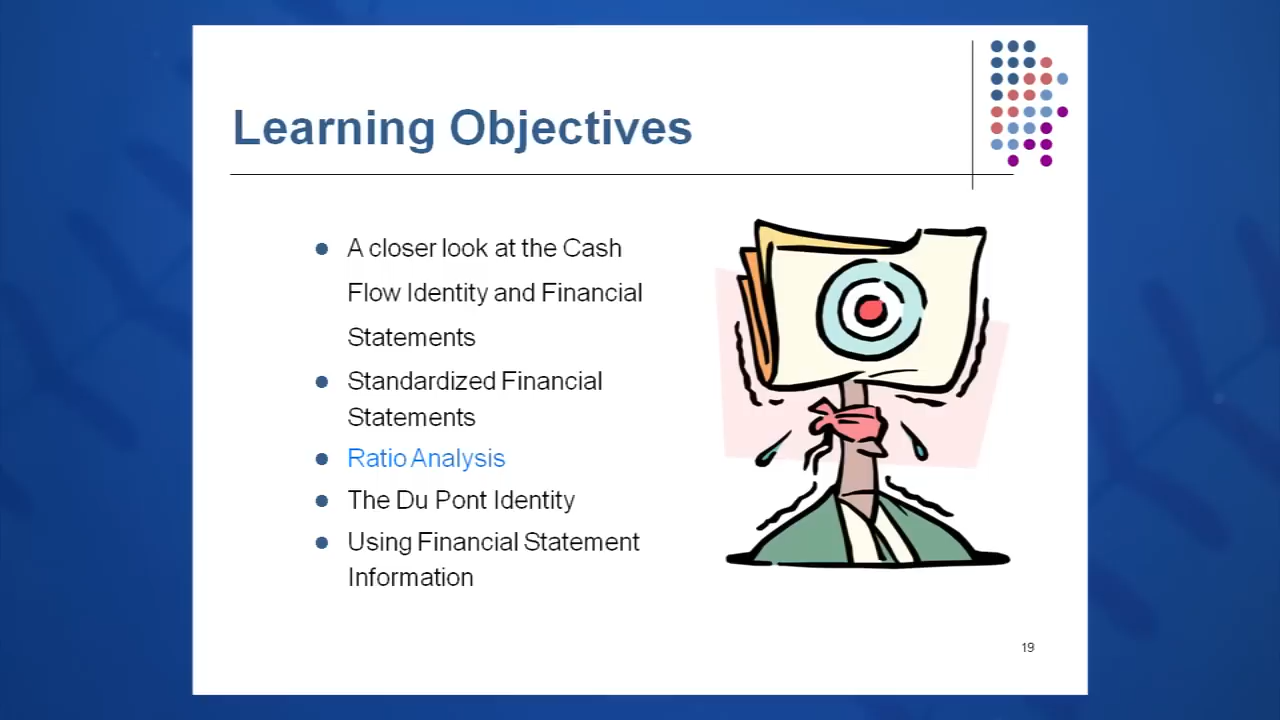 Learning Objectives
A closer look at the Cash
Flow Identity and Financial
Statements
Standardized Financial
Statements
Ratio Analysis
The Du Pont Identity
Using Financial Statement
Information
19